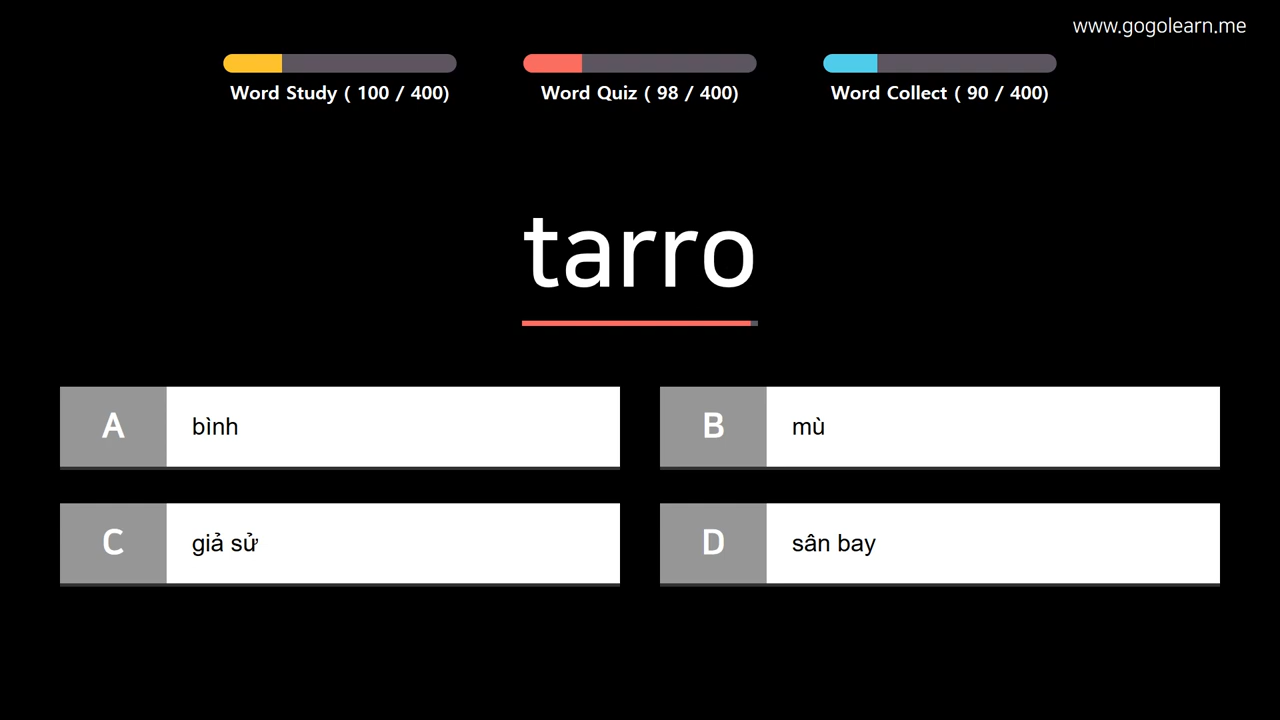 www.gogolearn.me
Word Study ( 100 / 400)
Word Quiz ( 98 / 400)
Word Collect ( 90 / 400)
tarro
A bình
B mù
C giả sử
D sân bay